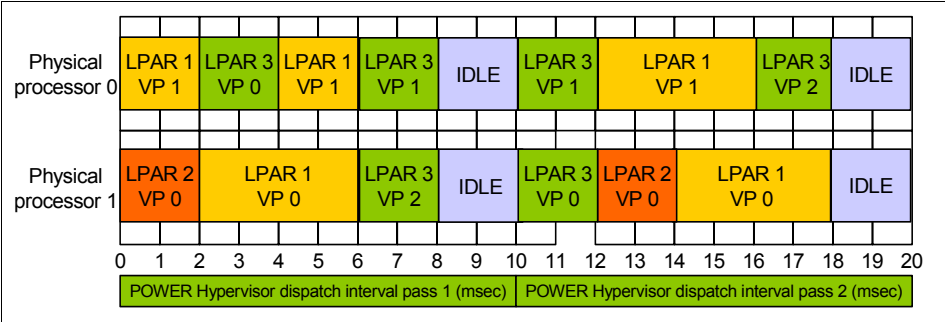 Physical
processor 0
LPAR 1
VP 1
LPAR 3
VP 0
LPAR 1
VP 1
LPAR 3
VP 1
IDLE
LPAR 3
VP 1
LPAR 1
VP 1
LPAR 3
VP 2
IDLE
Physical
processor 1
LPAR 2
VP 0
LPAR 1
VP 0
LPAR 3
VP 2
IDLE
LPAR 3
VP 0
LPAR 2
VP 0
LPAR 1
VP 0
IDLE
0 1 2 3 4 5 6 7 8 9 10 11 12 13 14 15 16 17 18 19 20
POWER Hypervisor dispatch interval pass 1 (msec)
POWER Hypervisor dispatch interval pass 2 (msec)